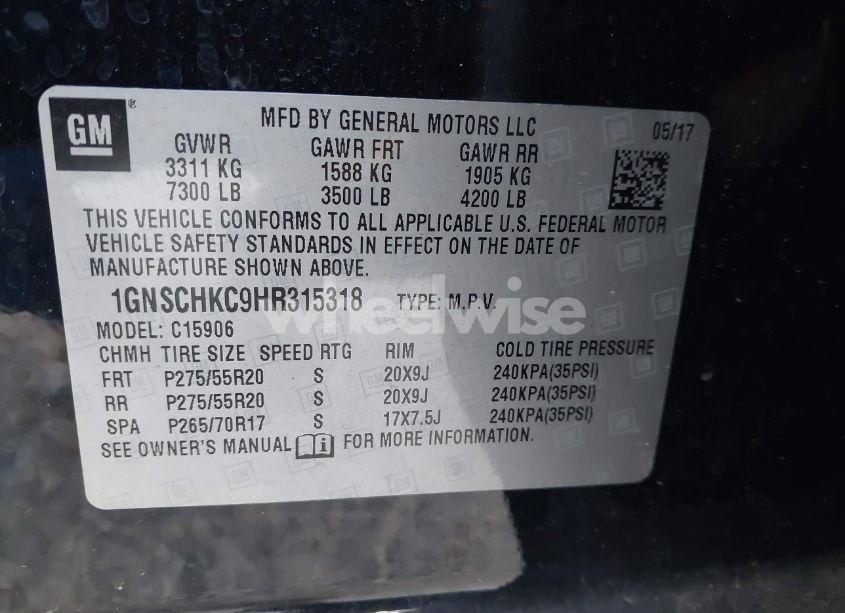 GM
®
MFD BY GENERAL MOTORS LLC
05/17
GVWR GAWR FRT GAWR RR
3311 KG 1588 KG 1905 KG
7300 LB 3500 LB 4200 LB
THIS VEHICLE CONFORMS TO ALL APPLICABLE U.S. FEDERAL MOTOR
VEHICLE SAFETY STANDARDS IN EFFECT ON THE DATE OF
MANUFACTURE SHOWN ABOVE.
1GNSCHKC9HR315318 TYPE: M.P.V.
wheelwise
MODEL: C15906
CHMH TIRE SIZE SPEED RTG RIM COLD TIRE PRESSURE
FRT P275/55R20 S 20X9J 240KPA(35PSI)
RR P275/55R20 S 20X9J 240KPA(35PSI)
SPA P265/70R17 S 17X7.5J 240KPA(35PSI)
SEE OWNER'S MANUAL i FOR MORE INFORMATION.